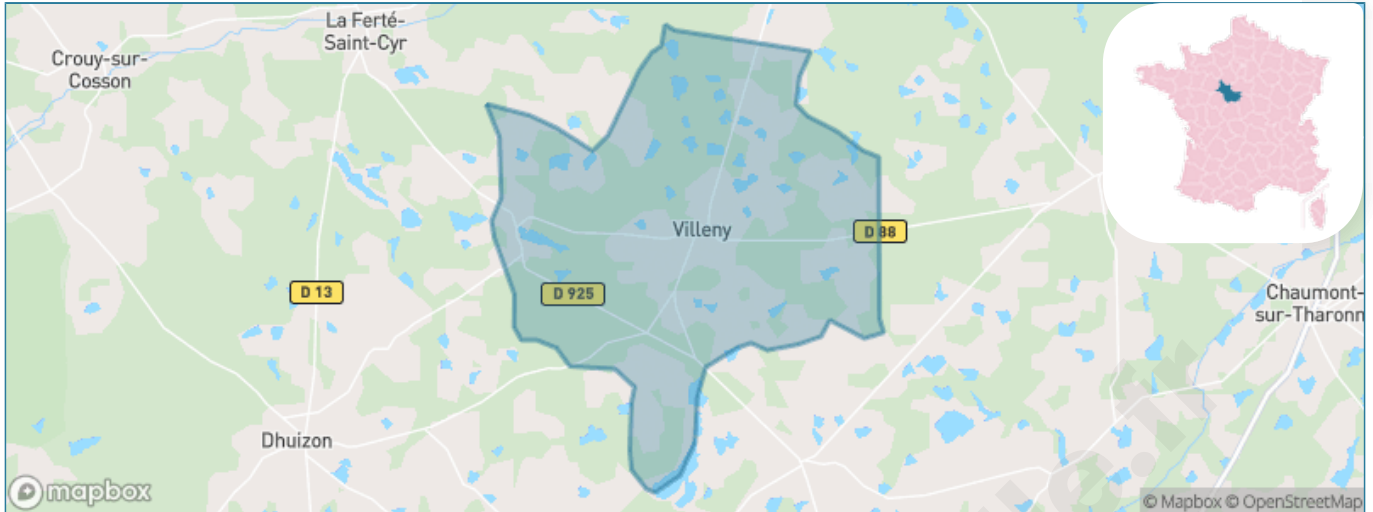 La Ferté-
Saint-Cyr
Crouy-sur-
Cosson
Villeny
D 88
D 13
D 925
Chaumont-
sur-Tharonn
Dhuizon
mapbox
© Mapbox © OpenStreetMap